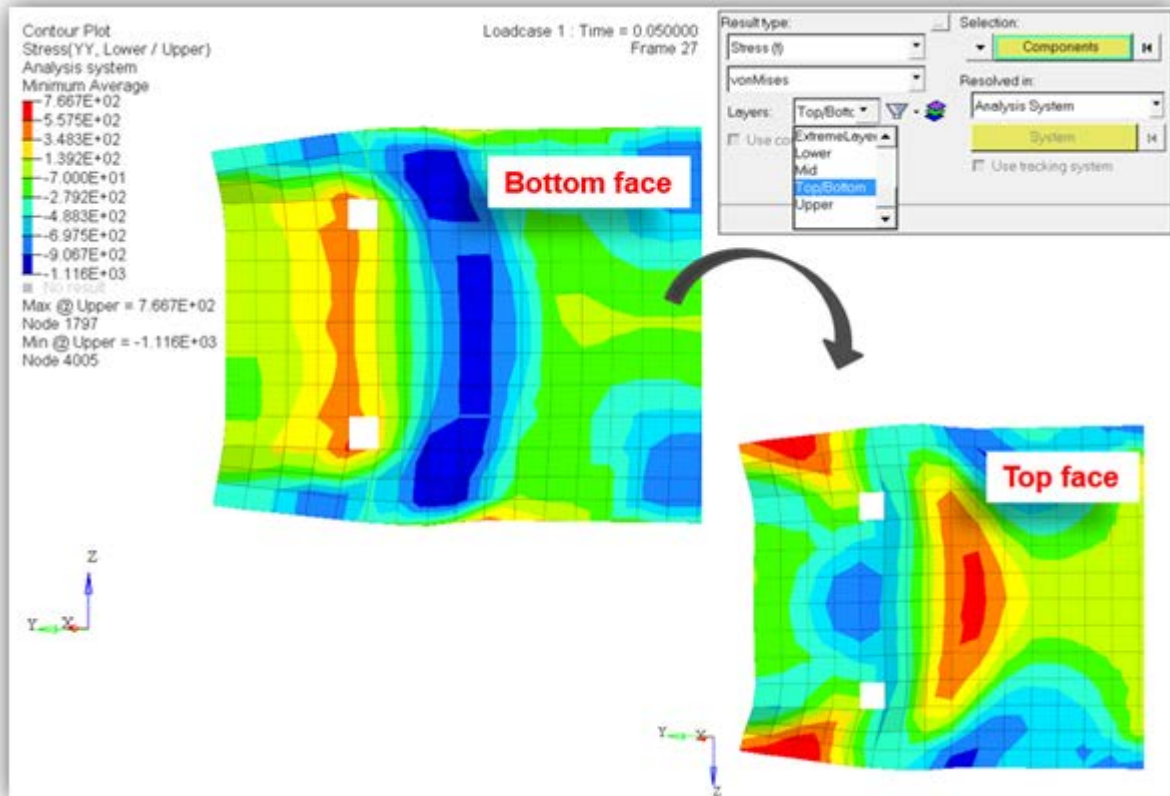 Contour Plot
Stress(YY, Lower / Upper)
Analysis system
Minimum Average
7.667E+02
5.575E+02
3.483E+02
1.392E+02
-7.000E+01
-2.792E+02
-4.883E+02
-6.975E+02
-9.067E+02
-1.116E+03
No result
Max @ Upper = 7.667E+02
Node 1797
Min @ Upper = -1.116E+03
Node 4005
Loadcase 1 : Time = 0.050000
Frame 27
Result type:
Stress (t)
vonMises
Layers: Top/Botto
Use co
ExtremeLayer
Lower
Mid
Top/Bottom
Upper
Selection:
Components
Resolved in:
Analysis System
System
Use tracking system
Bottom face
Top face
Z
Y X
Y X
Z